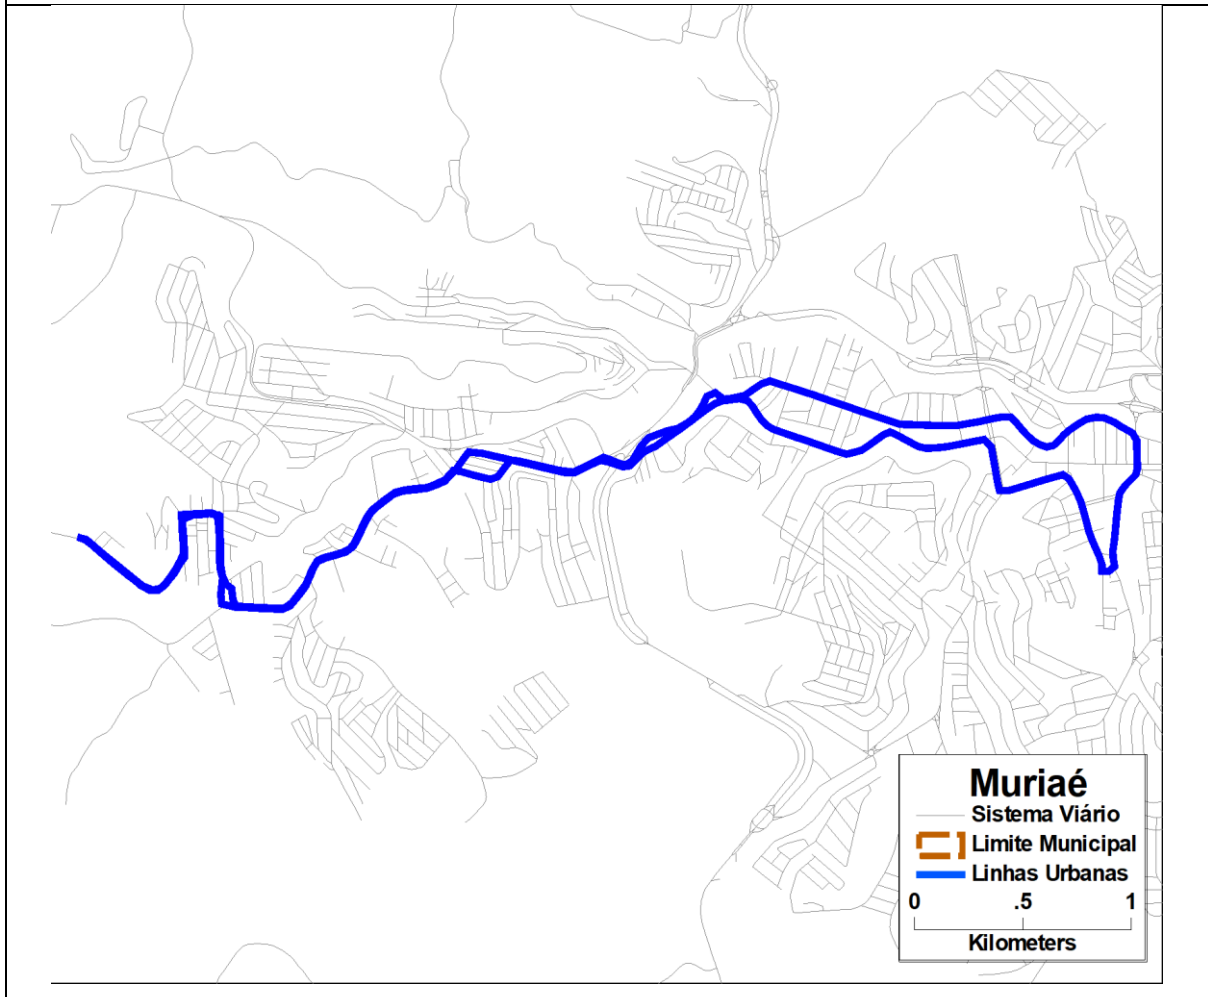 Muriaé
Sistema Viário
Limite Municipal
Linhas Urbanas
0 .5 1
Kilometers